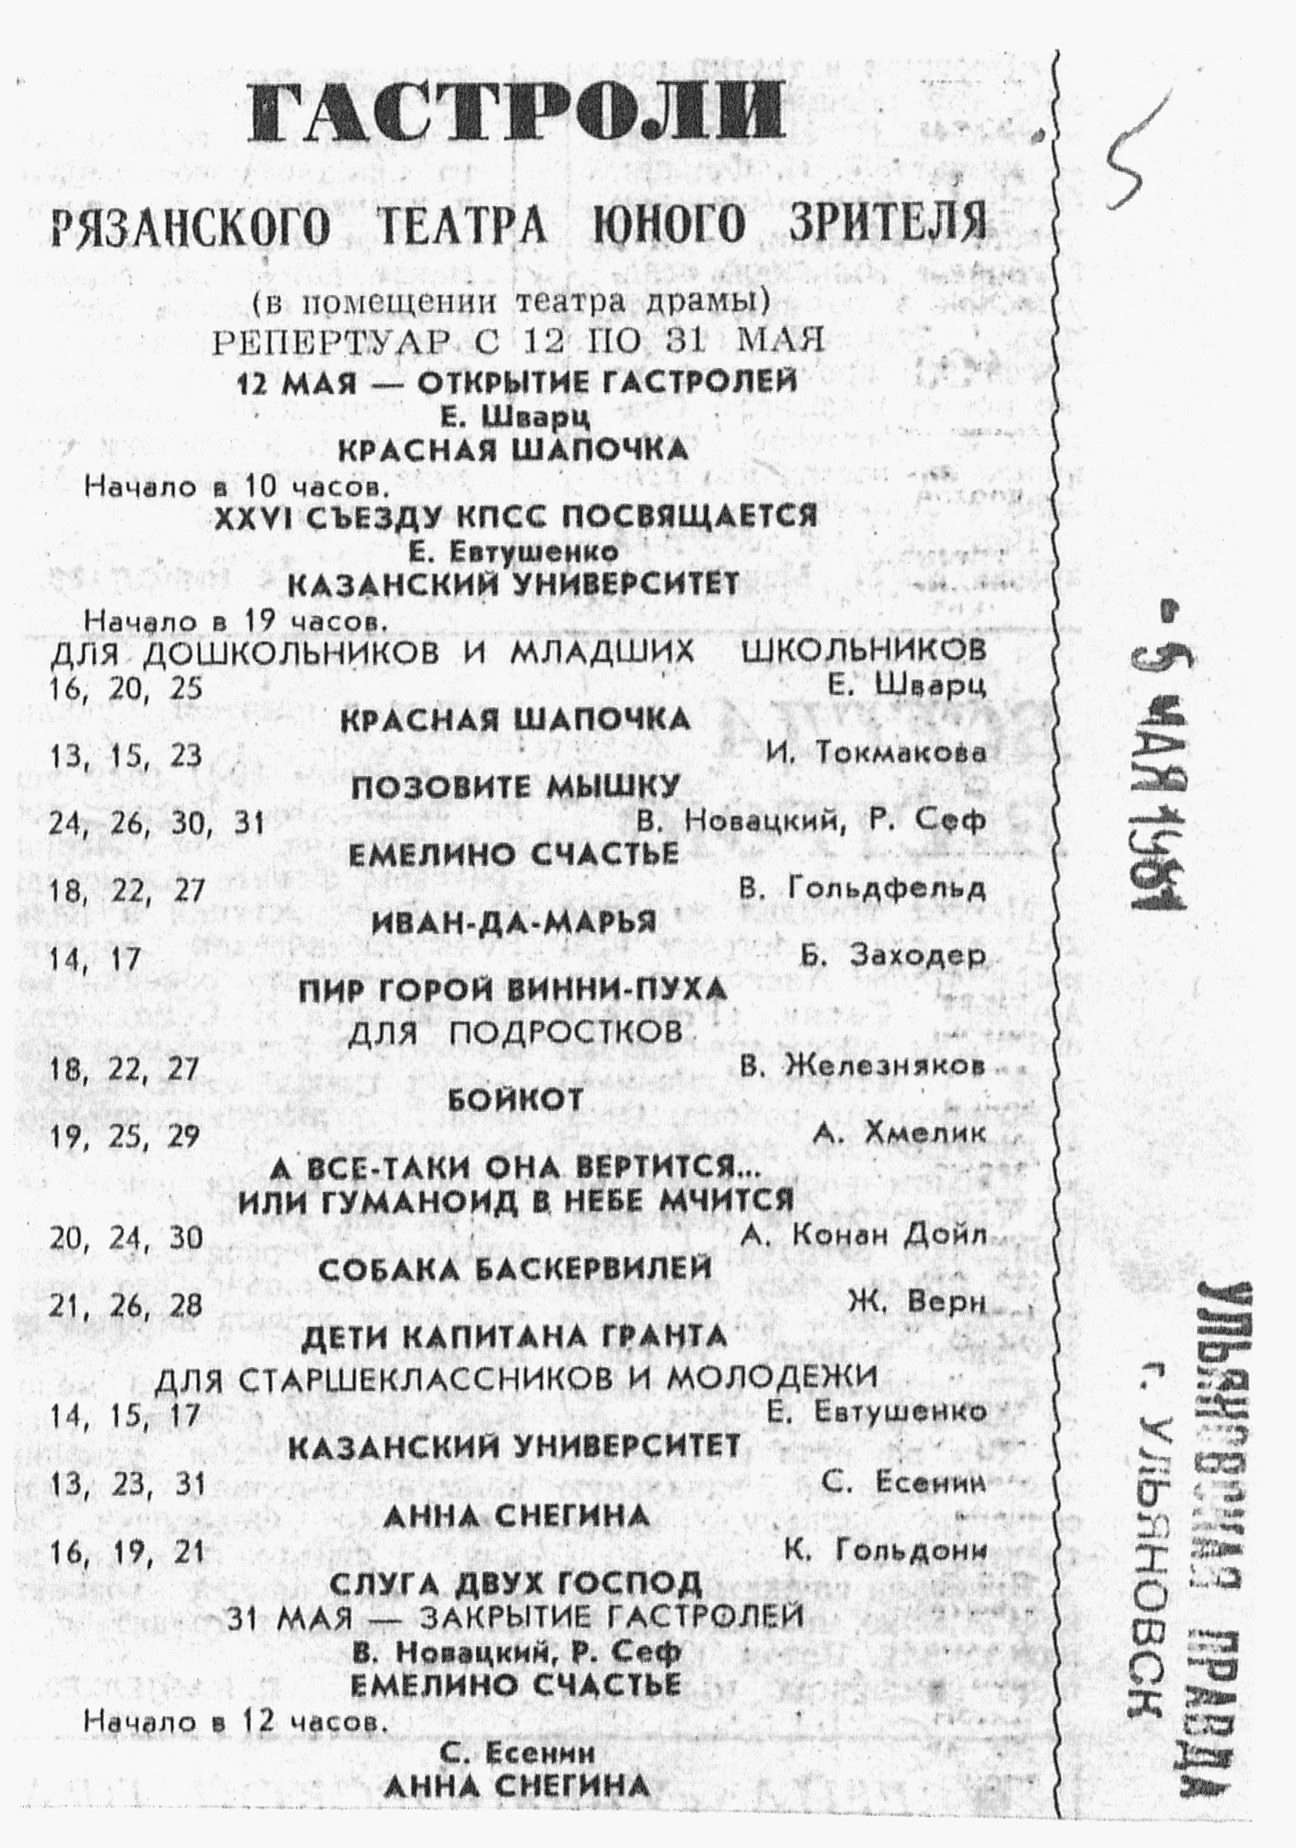 ГАСТРОЛИ
РЯЗАНСКОГО ТЕАТРА ЮНОГО ЗРИТЕЛЯ
(в помещении театра драмы)
РЕПЕРТУАР С 12 ПО 31 МАЯ
12 МАЯ — ОТКРЫТИЕ ГАСТРОЛЕЙ
Е. Шварц
КРАСНАЯ ШАПОЧКА
Начало в 10 часов.
XXVI СЪЕЗДУ КПСС ПОСВЯЩАЕТСЯ
Е. Евтушенко
КАЗАНСКИЙ УНИВЕРСИТЕТ
Начало в 19 часов.
ДЛЯ ДОШКОЛЬНИКОВ И МЛАДШИХ ШКОЛЬНИКОВ
16, 20, 25 Е. Шварц
КРАСНАЯ ШАПОЧКА
13, 15, 23 И. Токмакова
ПОЗОВИТЕ МЫШКУ
24, 26, 30, 31 В. Новацкий, Р. Сеф
ЕМЕЛИНО СЧАСТЬЕ
18, 22, 27 В. Гольдфельд
ИВАН-ДА-МАРЬЯ
14, 17 Б. Заходер
ПИР ГОРОЙ ВИННИ-ПУХА
ДЛЯ ПОДРОСТКОВ
18, 22, 27 В. Железняков
БОЙКОТ
19, 25, 29 А. Хмелик
А ВСЕ-ТАКИ ОНА ВЕРТИТСЯ...
ИЛИ ГУМАНОИД В НЕБЕ МЧИТСЯ
20, 24, 30 А. Конан Дойл
СОБАКА БАСКЕРВИЛЕЙ
21, 26, 28 Ж. Верн
ДЕТИ КАПИТАНА ГРАНТА
ДЛЯ СТАРШЕКЛАССНИКОВ И МОЛОДЕЖИ
14, 15, 17 Е. Евтушенко
КАЗАНСКИЙ УНИВЕРСИТЕТ
13, 23, 31 С. Есенин
АННА СНЕГИНА
16, 19, 21 К. Гольдони
СЛУГА ДВУХ ГОСПОД
31 МАЯ — ЗАКРЫТИЕ ГАСТРОЛЕЙ
В. Новацкий, Р. Сеф
ЕМЕЛИНО СЧАСТЬЕ
Начало в 12 часов.
С. Есенин
АННА СНЕГИНА
5
- 5 МАЯ 1981
УЛЬЯНОВСКАЯ ПРАВДА
г. УЛЬЯНОВСК